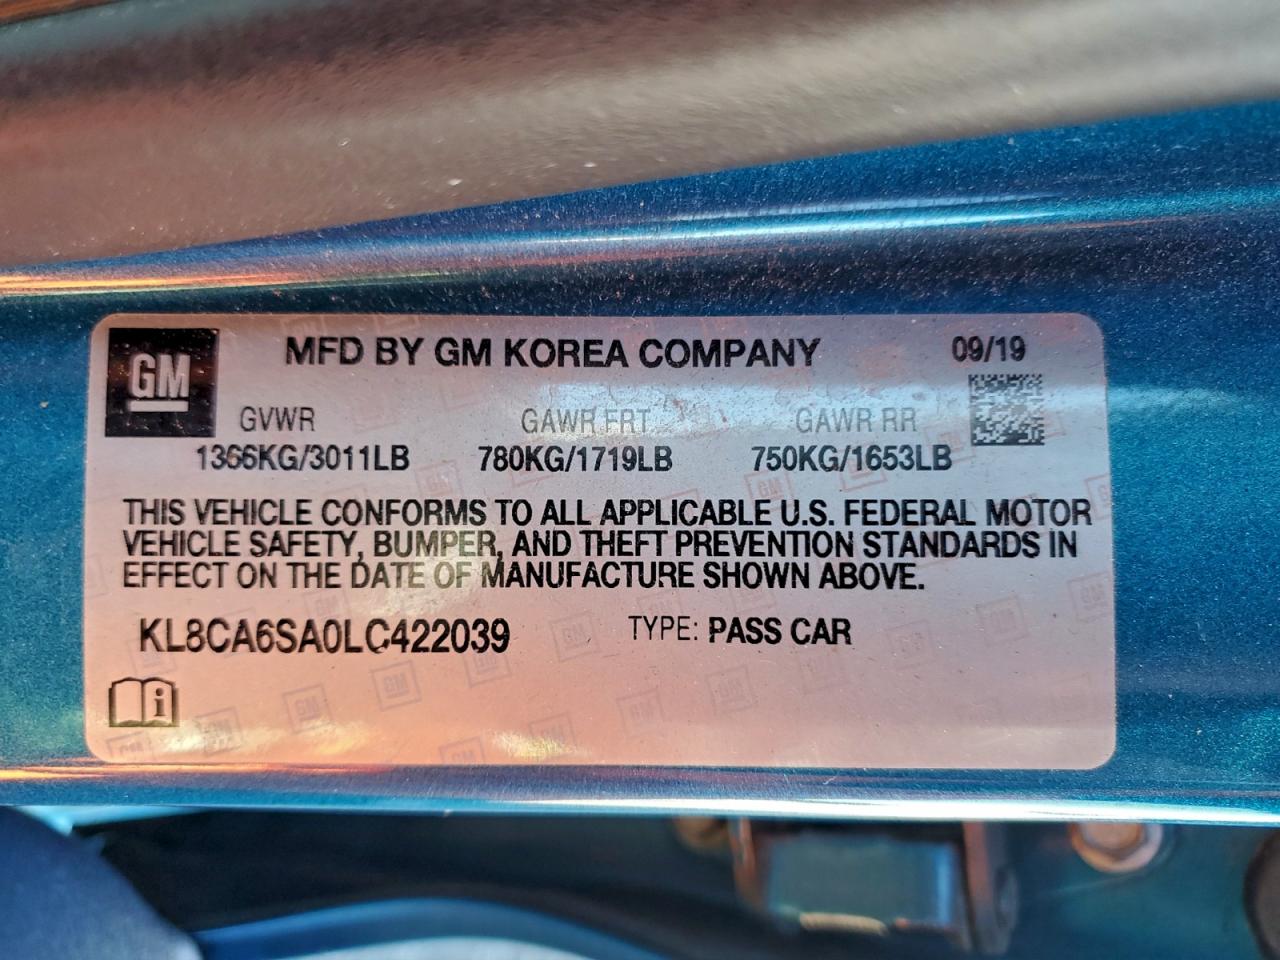 GM
MFD BY GM KOREA COMPANY 09/19
GVWR GAWR FRT GAWR RR
1366KG/3011LB 780KG/1719LB 750KG/1653LB
THIS VEHICLE CONFORMS TO ALL APPLICABLE U.S. FEDERAL MOTOR
VEHICLE SAFETY, BUMPER, AND THEFT PREVENTION STANDARDS IN
EFFECT ON THE DATE OF MANUFACTURE SHOWN ABOVE.
KL8CA6SA0LC422039 TYPE: PASS CAR